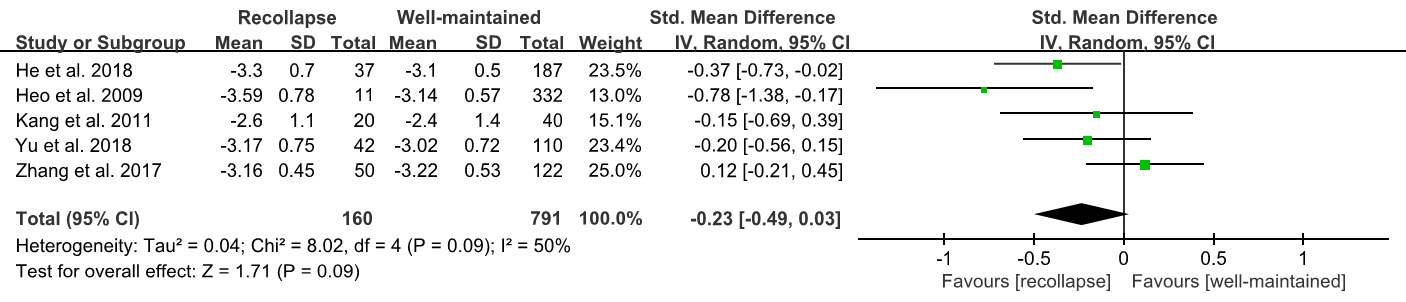 Recollapse Well-maintained Std. Mean Difference Std. Mean Difference
Study or Subgroup Mean SD Total Mean SD Total Weight IV, Random, 95% CI IV, Random, 95% CI
He et al. 2018 -3.3 0.7 37 -3.1 0.5 187 23.5% -0.37 [-0.73, -0.02]
Heo et al. 2009 -3.59 0.78 11 -3.14 0.57 332 13.0% -0.78 [-1.38, -0.17]
Kang et al. 2011 -2.6 1.1 20 -2.4 1.4 40 15.1% -0.15 [-0.69, 0.39]
Yu et al. 2018 -3.17 0.75 42 -3.02 0.72 110 23.4% -0.20 [-0.56, 0.15]
Zhang et al. 2017 -3.16 0.45 50 -3.22 0.53 122 25.0% 0.12 [-0.21, 0.45]
Total (95% CI) 160 791 100.0% -0.23 [-0.49, 0.03]
Heterogeneity: Tau² = 0.04; Chi² = 8.02, df = 4 (P = 0.09); I² = 50%
Test for overall effect: Z = 1.71 (P = 0.09)
-1 -0.5 0 0.5 1
Favours [recollapse] Favours [well-maintained]